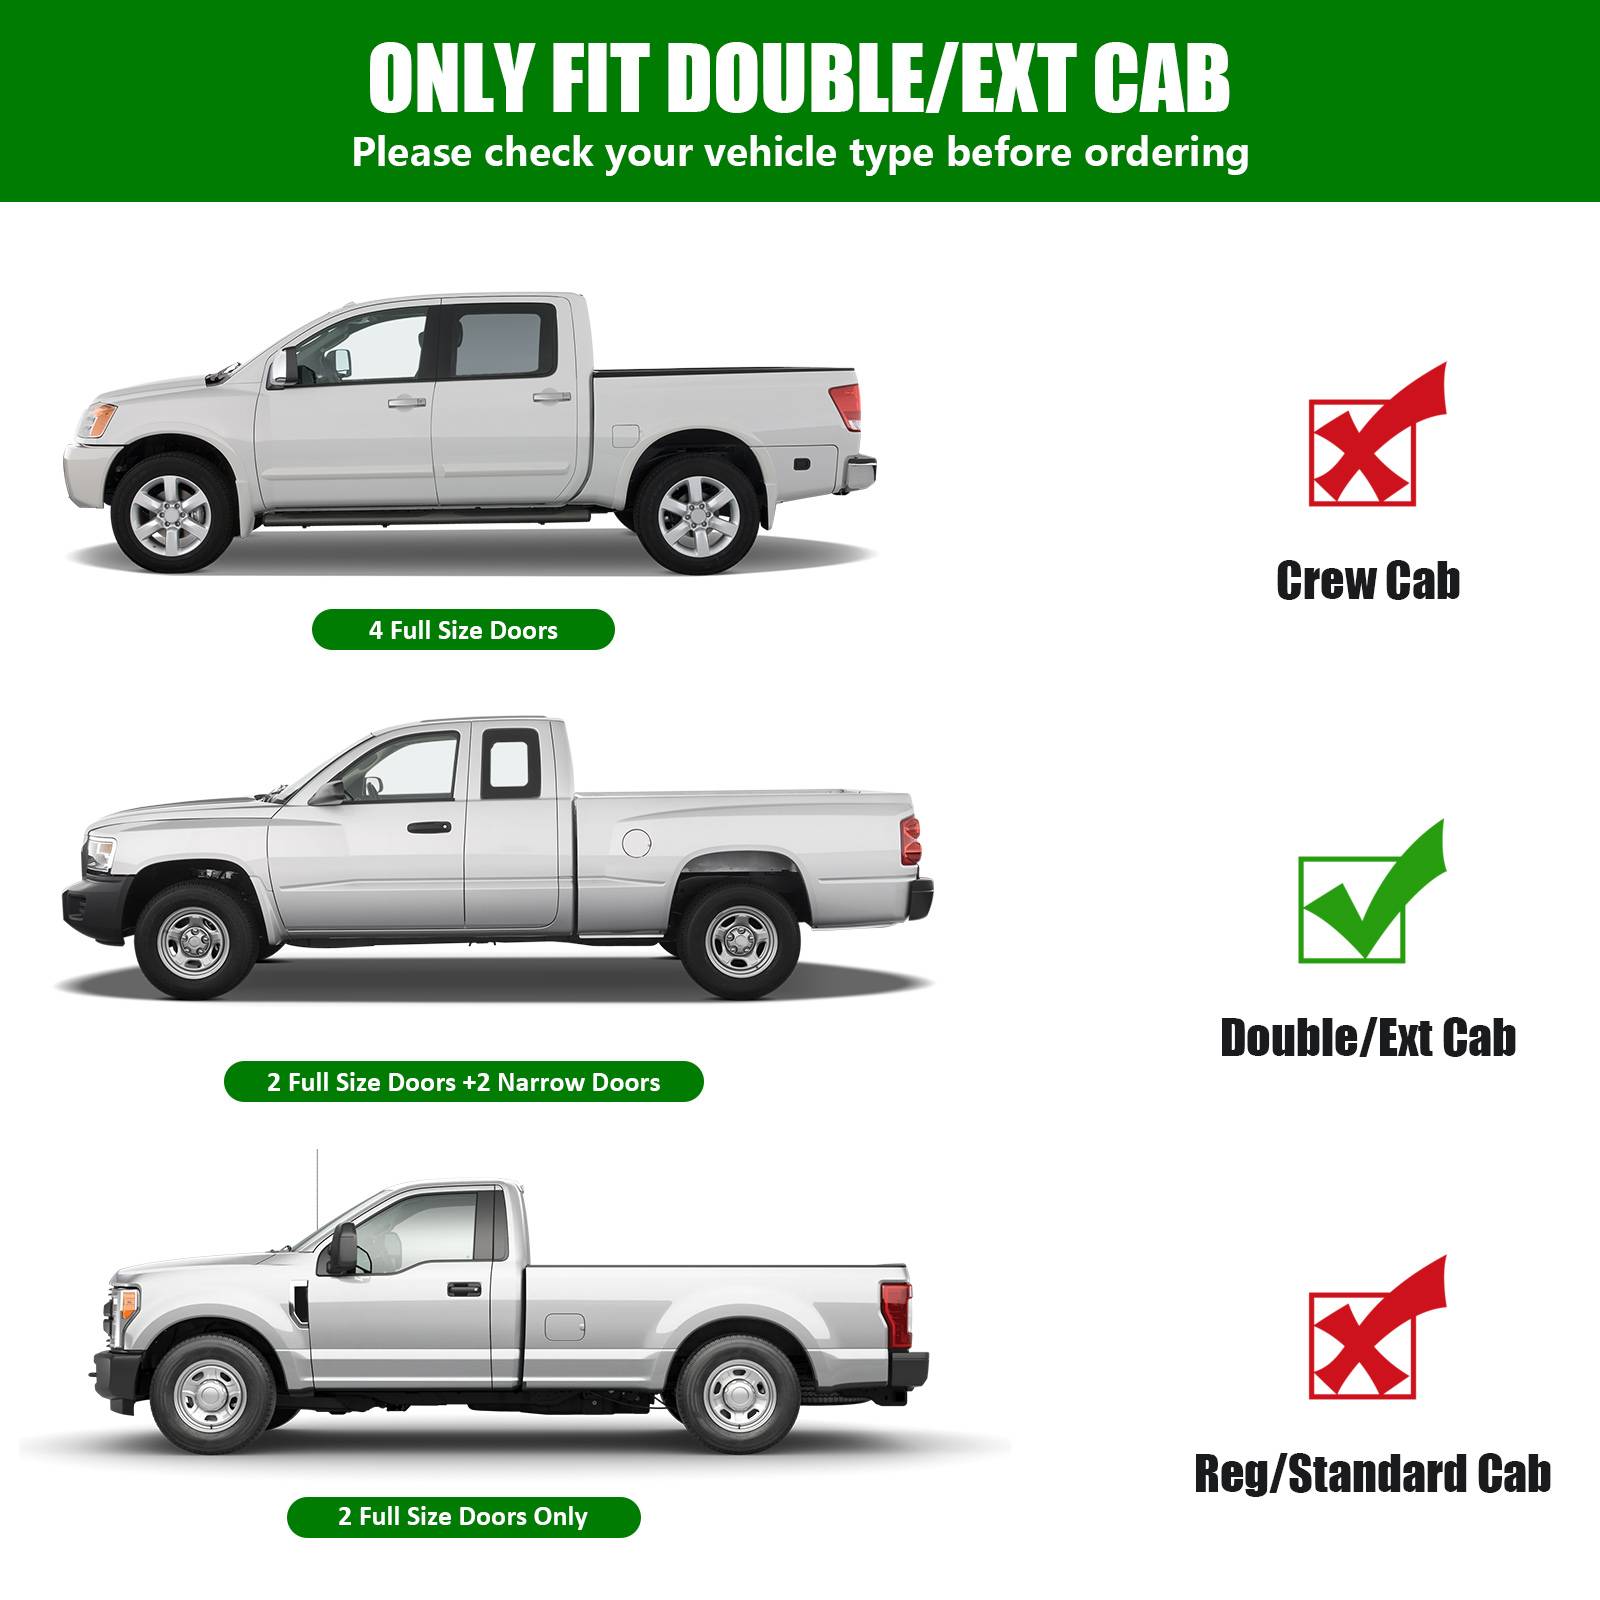 ONLY FIT DOUBLE/EXT CAB
Please check your vehicle type before ordering
Crew Cab
4 Full Size Doors
Double/Ext Cab
2 Full Size Doors +2 Narrow Doors
Reg/Standard Cab
2 Full Size Doors Only